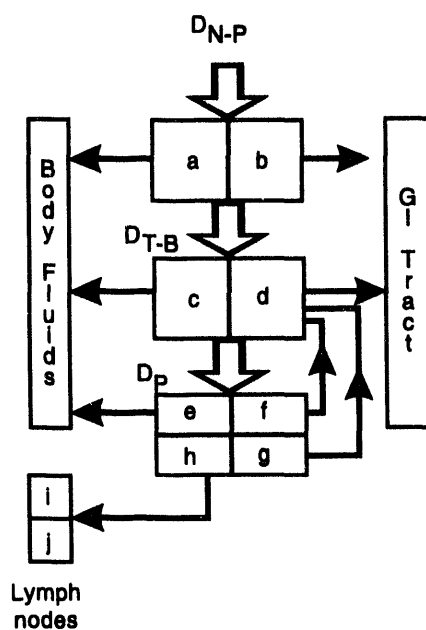 D_N-P
a b
Body Fluids
GI Tract
D_T-B
c d
D_P
e f
h g
i
j
Lymph
nodes